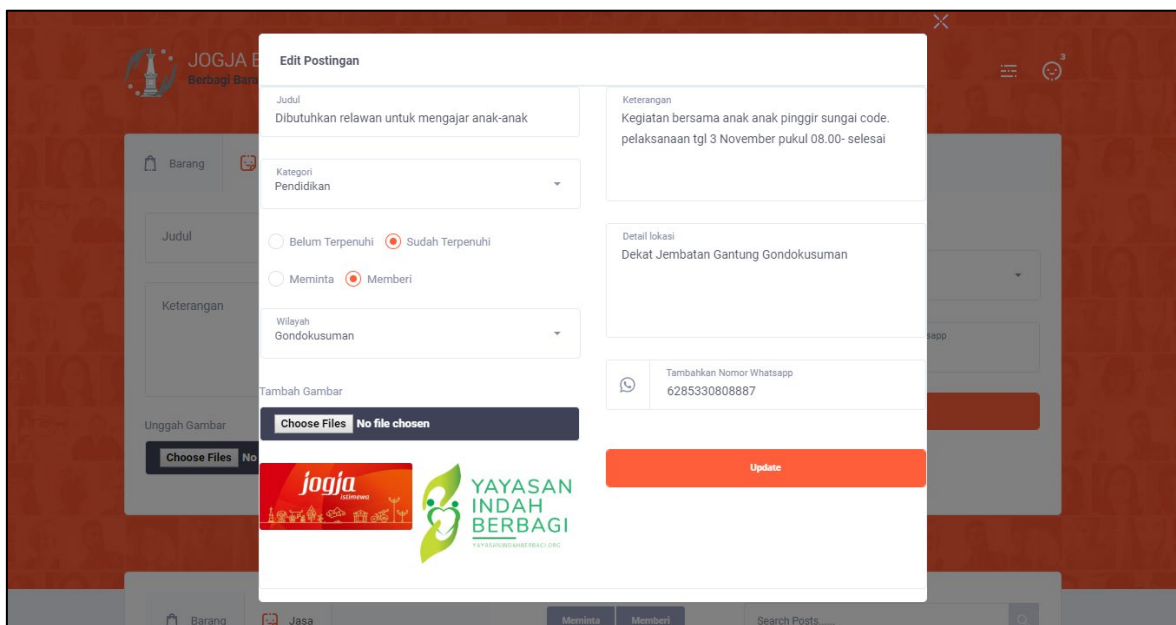 JOGJA B
Berbagi Bara
3
Barang
Judul
Keterangan
Unggah Gambar
Choose Files No
Edit Postingan
Judul
Dibutuhkan relawan untuk mengajar anak-anak
Kategori
Pendidikan
Belum Terpenuhi Sudah Terpenuhi
Meminta Memberi
Wilayah
Gondokusuman
Tambah Gambar
Choose Files No file chosen
jogja
istimewa
YAYASAN
INDAH
BERBAGI
YAYASANINDAHBERBAGI.ORG
Keterangan
Kegiatan bersama anak anak pinggir sungai code.
pelaksanaan tgl 3 November pukul 08.00- selesai
Detail lokasi
Dekat Jembatan Gantung Gondokusuman
Tambahkan Nomor Whatsapp
6285330808887
Update
sapp
Barang Jasa Meminta Memberi Search Posts.....